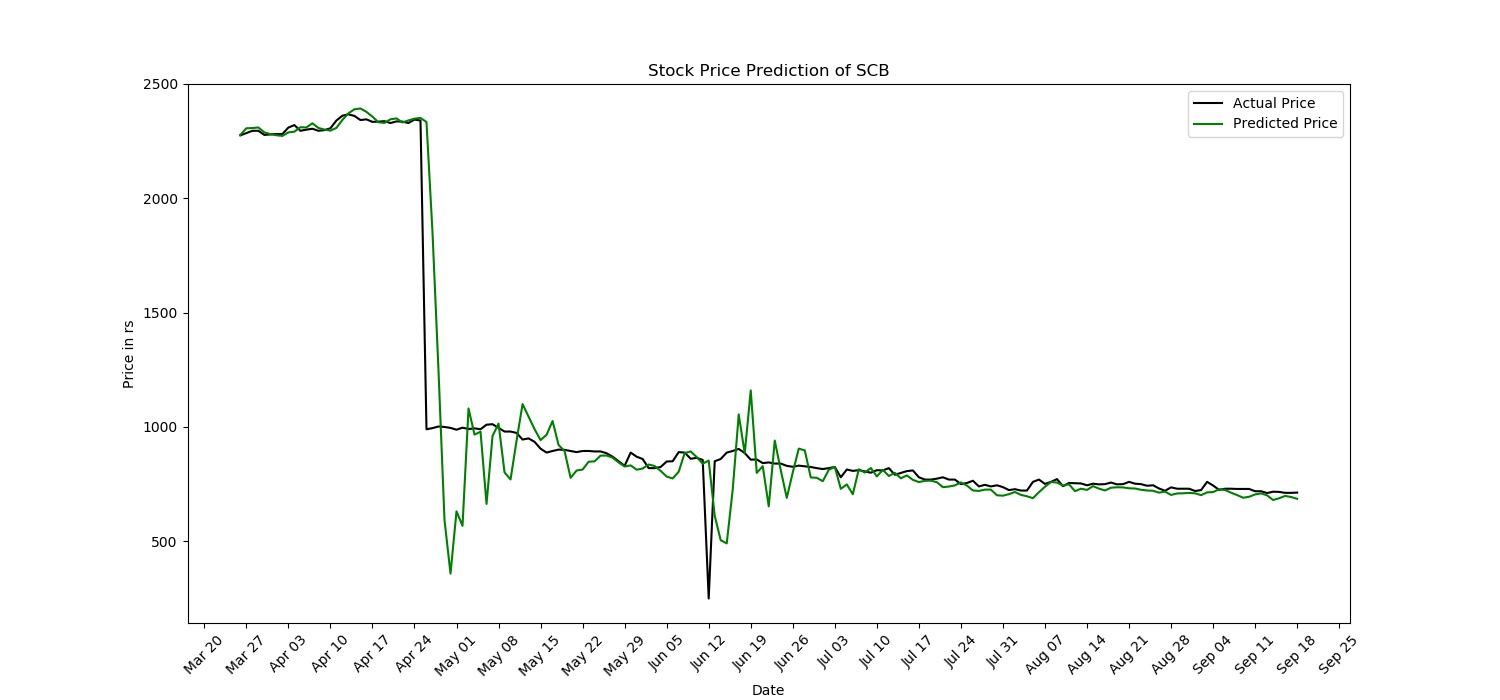 Stock Price Prediction of SCB
Actual Price
Predicted Price
Price in rs
2500
2000
1500
1000
500
Mar 20
Mar 27
Apr 03
Apr 10
Apr 17
Apr 24
May 01
May 08
May 15
May 22
May 29
Jun 05
Jun 12
Jun 19
Jun 26
Jul 03
Jul 10
Jul 17
Jul 24
Jul 31
Aug 07
Aug 14
Aug 21
Aug 28
Sep 04
Sep 11
Sep 18
Sep 25
Date